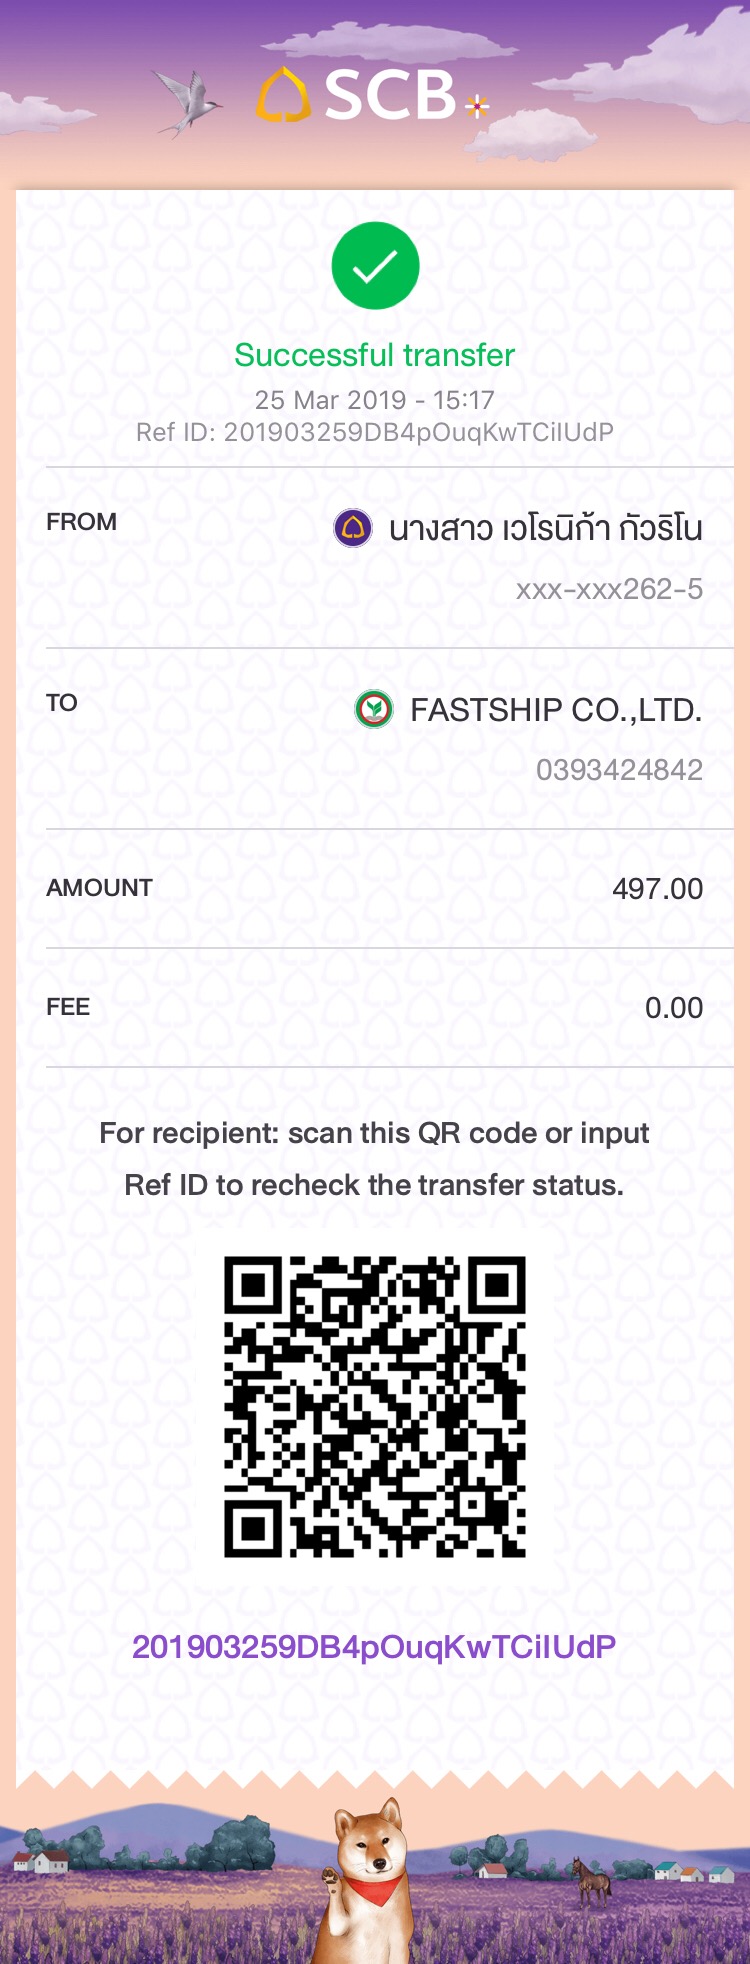 SCB
Successful transfer
25 Mar 2019 - 15:17
Ref ID: 201903259DB4pOuqKwTCiIUdP
FROM
นางสาว เวโรนิก้า กัวริโน
xxx-xxx262-5
TO
FASTSHIP CO.,LTD.
0393424842
AMOUNT
497.00
FEE
0.00
For recipient: scan this QR code or input
Ref ID to recheck the transfer status.
201903259DB4pOuqKwTCiIUdP